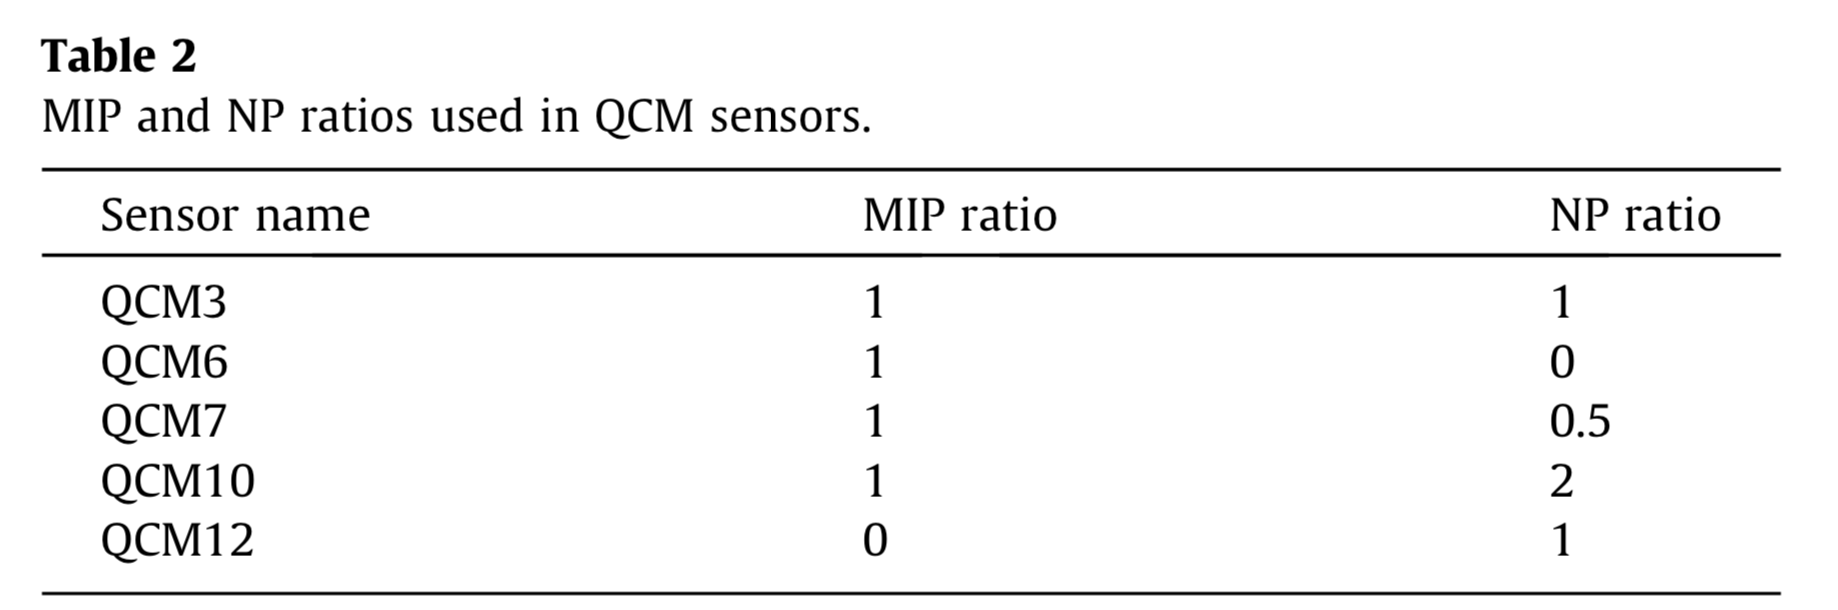 Table 2
MIP and NP ratios used in QCM sensors.
Sensor name MIP ratio NP ratio
QCM3 1 1
QCM6 1 0
QCM7 1 0.5
QCM10 1 2
QCM12 0 1